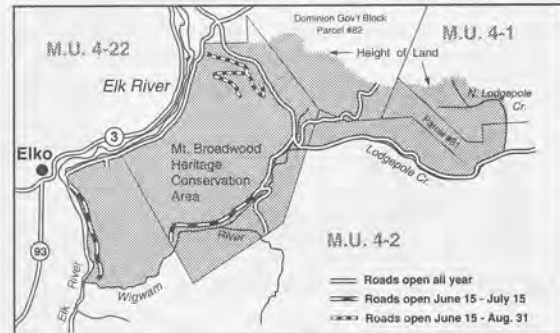 Dominion Gov't Block
Parcel #82
M.U. 4-22
M.U. 4-1
Height of Land
Elk River
N. Lodgepole
Cr.
3
Parcel #81
Elko
Mt. Broadwood
Heritage
Conservation
Area
Lodgepole Cr.
93
River
M.U. 4-2
Elk River
Wigwam
Roads open all year
Roads open June 15 - July 15
Roads open June 15 - Aug. 31